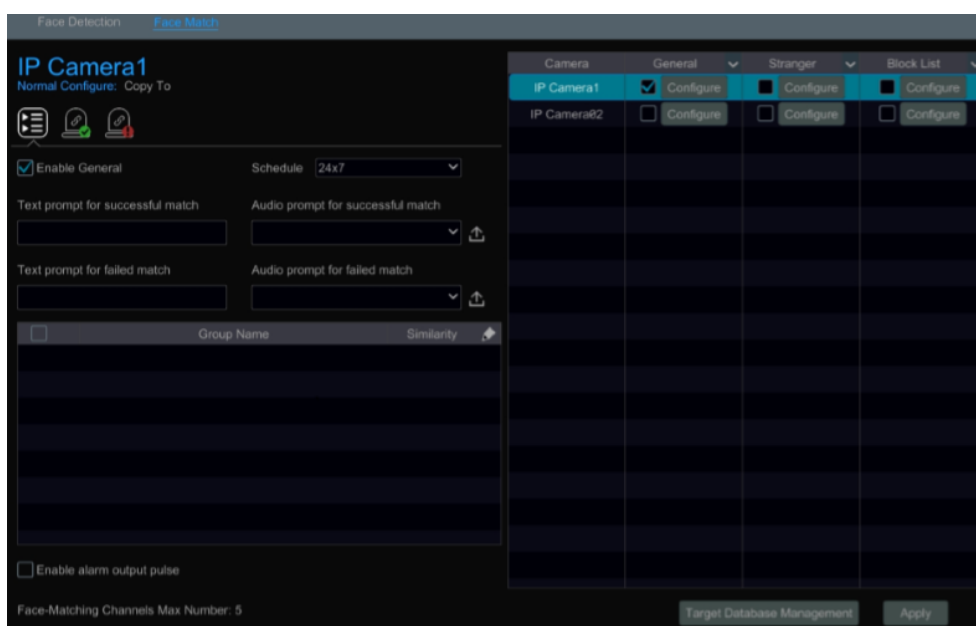 Face Detection Face Match
IP Camera1
Normal Configure: Copy To
Enable General Schedule 24x7
Text prompt for successful match Audio prompt for successful match
Text prompt for failed match Audio prompt for failed match
Group Name Similarity
Enable alarm output pulse
Face-Matching Channels Max Number: 5
Camera General Stranger Block List
IP Camera1 Configure Configure Configure
IP Camera02 Configure Configure Configure
Target Database Management Apply